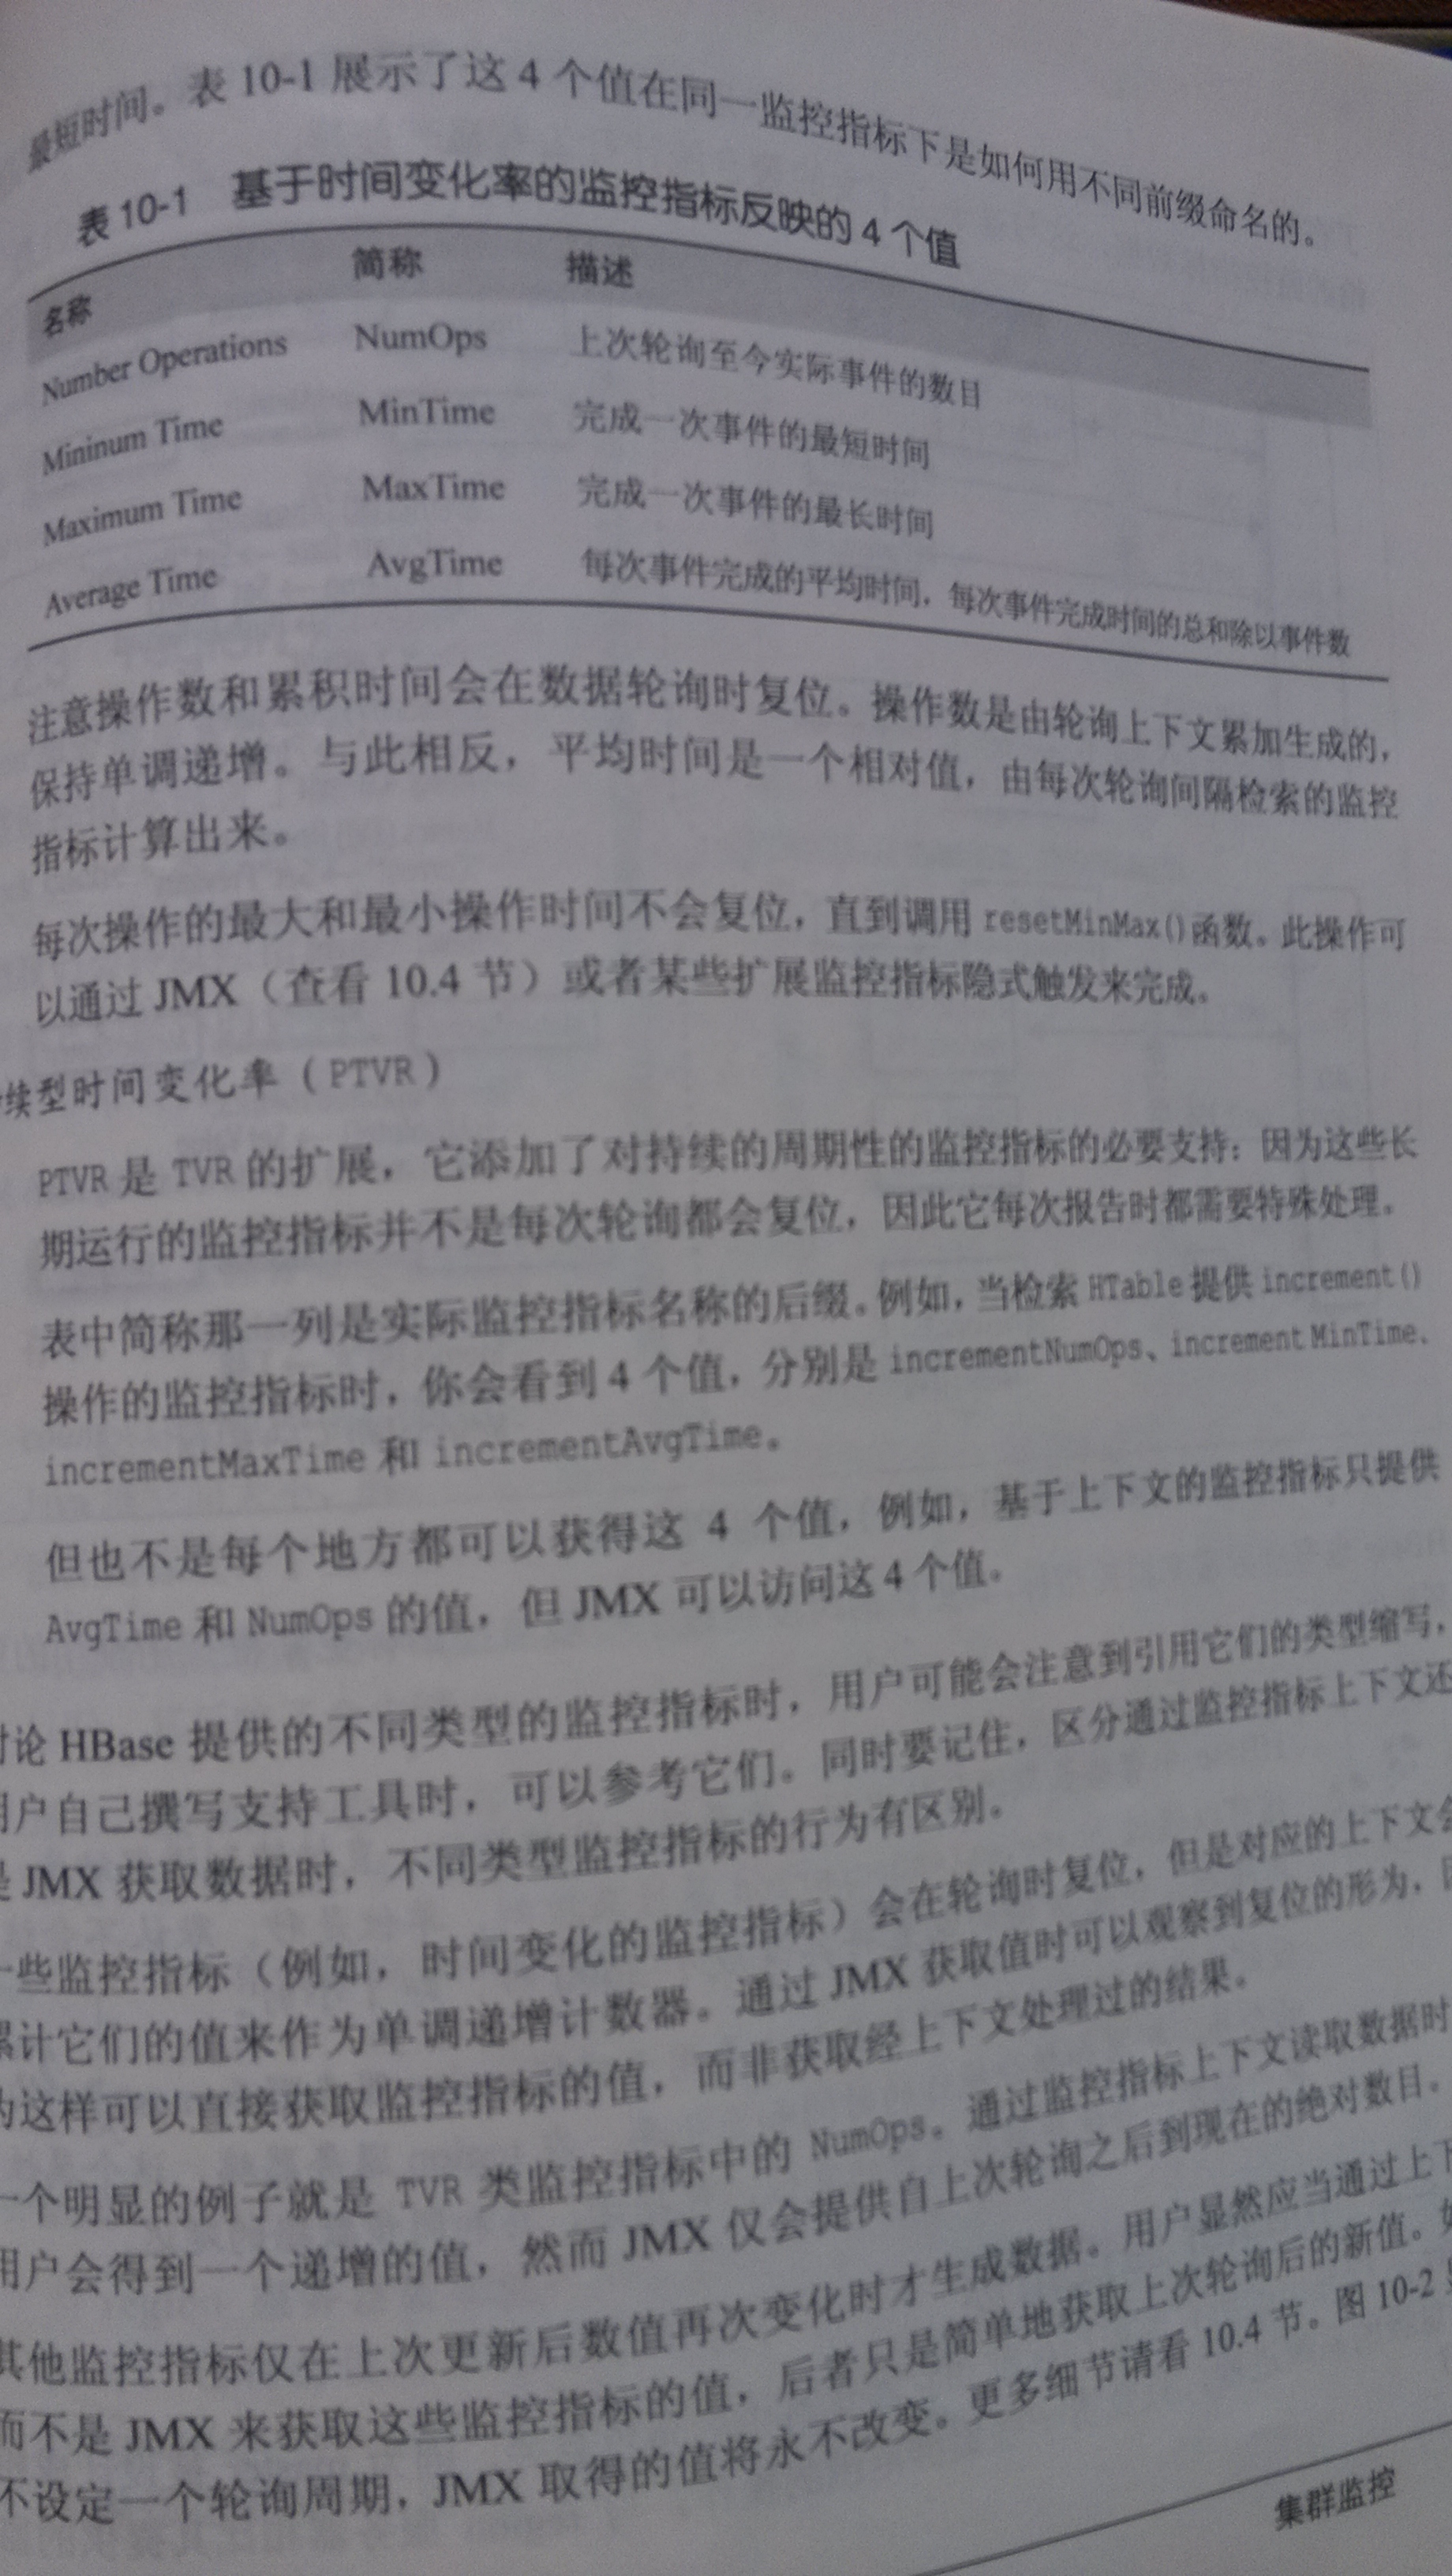 最短时间。表 10-1 展示了这 4 个值在同一监控指标下是如何用不同前缀命名的。
表 10-1 基于时间变化率的监控指标反映的 4 个值
名称 简称 描述
Number Operations NumOps 上次轮询至今实际事件的数目
Mininum Time MinTime 完成一次事件的最短时间
Maximum Time MaxTime 完成一次事件的最长时间
Average Time AvgTime 每次事件完成的平均时间，每次事件完成时间的总和除以事件数
注意操作数和累积时间会在数据轮询时复位。操作数是由轮询上下文累加生成的，
保持单调递增。与此相反，平均时间是一个相对值，由每次轮询间隔检索的监控
指标计算出来。
每次操作的最大和最小操作时间不会复位，直到调用 resetMinMax()函数。此操作可
以通过 JMX（查看 10.4 节）或者某些扩展监控指标隐式触发来完成。
续型时间变化率（PTVR）
PTVR 是 TVR 的扩展，它添加了对持续的周期性的监控指标的必要支持：因为这些长
期运行的监控指标并不是每次轮询都会复位，因此它每次报告时都需要特殊处理。
表中简称那一列是实际监控指标名称的后缀。例如，当检索 HTable 提供 increment()
操作的监控指标时，你会看到 4 个值，分别是 incrementNumOps、increment MinTime、
incrementMaxTime 和 incrementAvgTime。
但也不是每个地方都可以获得这 4 个值，例如，基于上下文的监控指标只提供
AvgTime 和 NumOps 的值，但 JMX 可以访问这 4 个值。
讨论 HBase 提供的不同类型的监控指标时，用户可能会注意到引用它们的类型缩写，
用户自己撰写支持工具时，可以参考它们。同时要记住，区分通过监控指标上下文还
是 JMX 获取数据时，不同类型监控指标的行为有区别。
一些监控指标（例如，时间变化的监控指标）会在轮询时复位，但是对应的上下文会
累计它们的值来作为单调递增计数器。通过 JMX 获取值时可以观察到复位的形为，因
为这样可以直接获取监控指标的值，而非获取经上下文处理过的结果。
一个明显的例子就是 TVR 类监控指标中的 NumOps。通过监控指标上下文读取数据时
用户会得到一个递增的值，然而 JMX 仅会提供自上次轮询之后到现在的绝对数目。
其他监控指标仅在上次更新后数值再次变化时才生成数据。用户显然应当通过上下
而不是 JMX 来获取这些监控指标的值，后者只是简单地获取上次轮询后的新值。如
不设定一个轮询周期，JMX 取得的值将永不改变。更多细节请看 10.4 节。图 10-2
集群监控